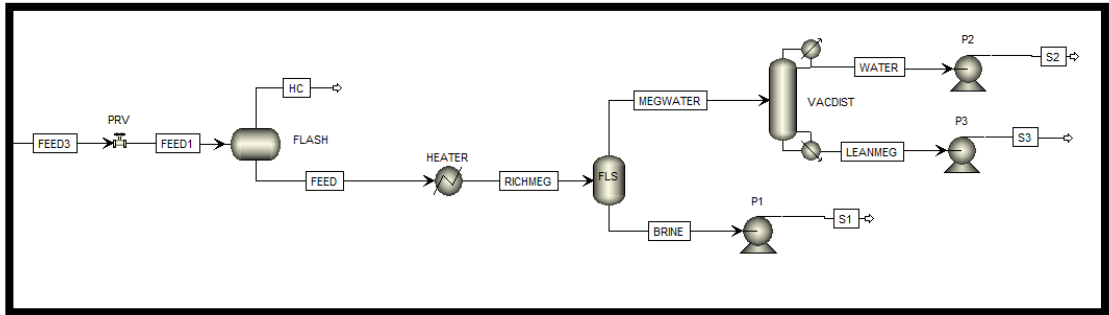 P2
S2
WATER
HC
MEGWATER
VACDIST
PRV
P3
S3
FEED3
FEED1
FLASH
HEATER
LEANMEG
FEED
RICHMEG
FLS
P1
S1
BRINE